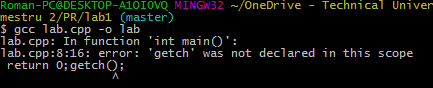 Roman-PC@DESKTOP-A1OIOVQ MINGW32 ~/OneDrive - Technical Univer
mestru 2/PR/lab1 (master)
$ gcc lab.cpp -o lab
lab.cpp: In function 'int main()':
lab.cpp:8:16: error: 'getch' was not declared in this scope
return 0;getch();
^